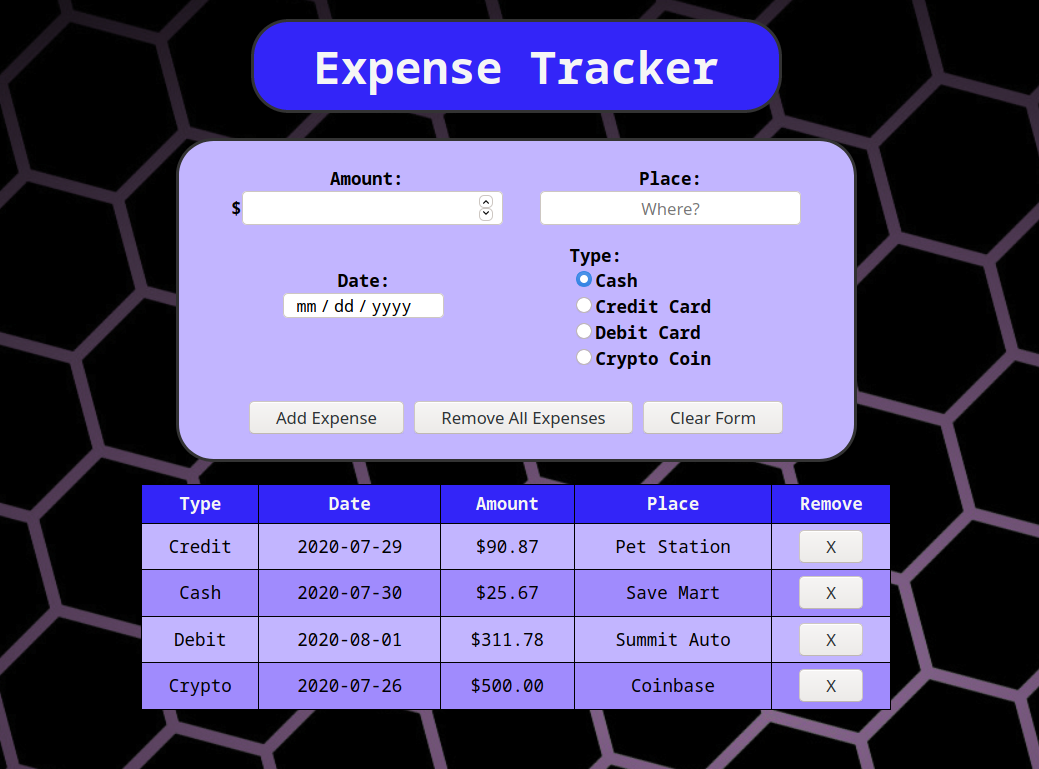 Expense Tracker
Amount: Place:
$ Where?
Type:
Date: Cash
mm / dd / yyyy Credit Card
Debit Card
Crypto Coin
Add Expense Remove All Expenses Clear Form
Type Date Amount Place Remove
Credit 2020-07-29 $90.87 Pet Station X
Cash 2020-07-30 $25.67 Save Mart X
Debit 2020-08-01 $311.78 Summit Auto X
Crypto 2020-07-26 $500.00 Coinbase X